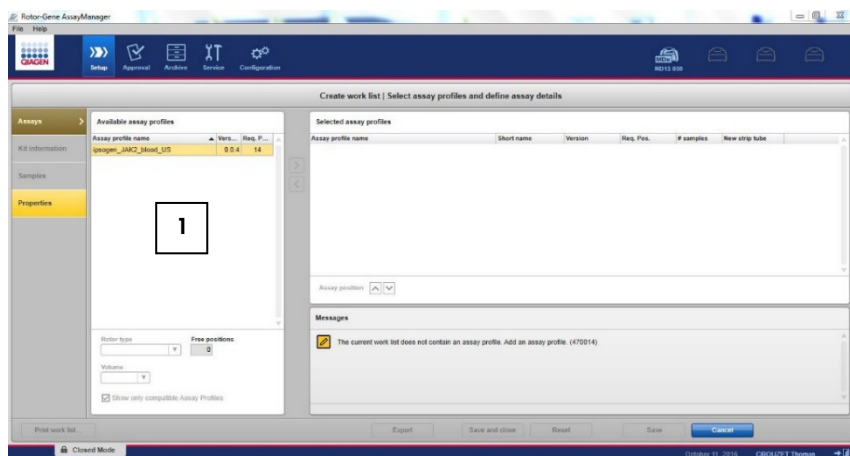 Rotor-Gene AssayManager
File Help
QIAGEN
Setup Approval Archive Service Configuration
Create work list | Select assay profiles and define assay details
Assays
Kit information
Samples
Properties
Available assay profiles
Assay profile name Vers... Req. P...
ipsogen_JAK2_blood_US 0.0.4 14
1
Rotor type Free positions
0
Volume
Show only compatible Assay Profiles
Selected assay profiles
Assay profile name Short name Version Req. Pos. # samples New strip tube
Assay position
Messages
The current work list does not contain an assay profile. Add an assay profile. (470014)
Print work list... Export Save and close Reset Save Cancel
Closed Mode October 11, 2016 CROUZET Thomas